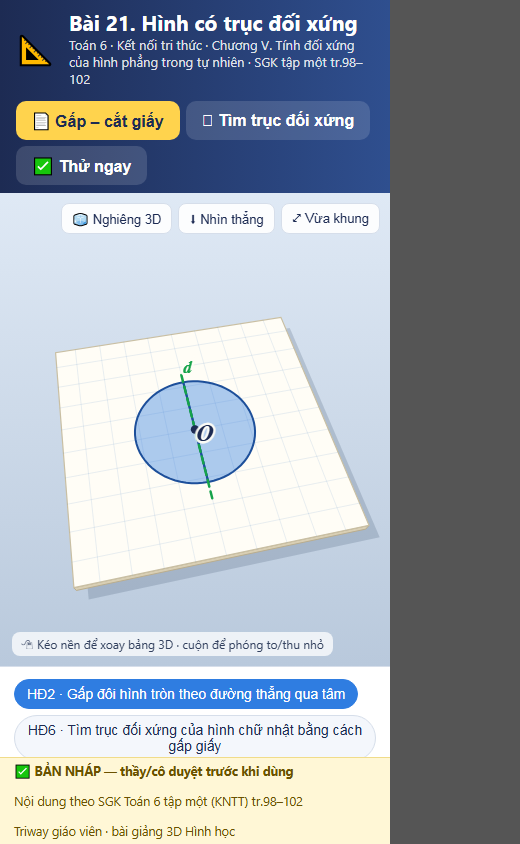 Bài 21. Hình có trục đối xứng
Toán 6 · Kết nối tri thức · Chương V. Tính đối xứng
của hình phẳng trong tự nhiên · SGK tập một tr.98–
102
Gấp – cắt giấy
Tìm trục đối xứng
Thử ngay
Nghiêng 3D
Nhìn thẳng
Vừa khung
d
O
Kéo nền để xoay bảng 3D · cuộn để phóng to/thu nhỏ
HĐ2 · Gấp đôi hình tròn theo đường thẳng qua tâm
HĐ6 · Tìm trục đối xứng của hình chữ nhật bằng cách
gấp giấy
BẢN NHÁP — thầy/cô duyệt trước khi dùng
Nội dung theo SGK Toán 6 tập một (KNTT) tr.98–102
Triway giáo viên · bài giảng 3D Hình học